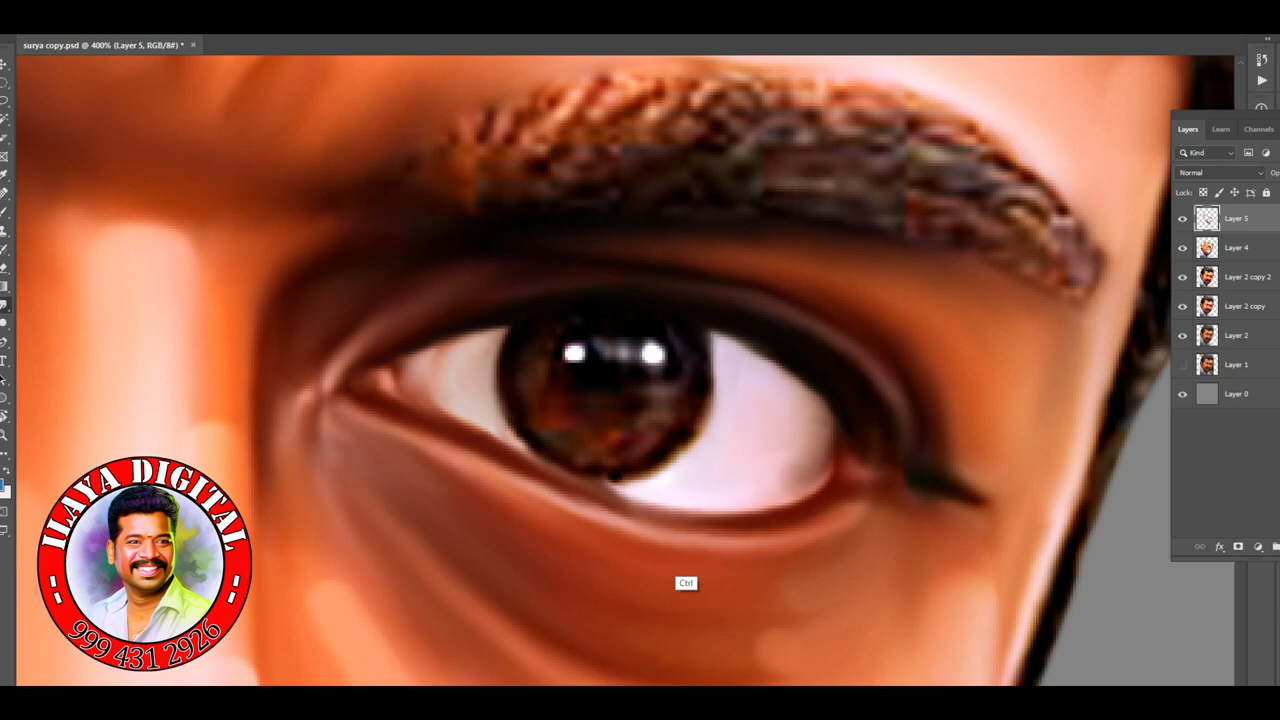 surya copy.psd @ 400% (Layer 5, RGB/8#) * ×
Layers Learn Channels
Kind
Normal
Lock:
Layer 5
Layer 4
Layer 2 copy 2
Layer 2 copy
Layer 2
Layer 1
Layer 0
fx
Ctrl
ILAYA DIGITAL
999 431 2926